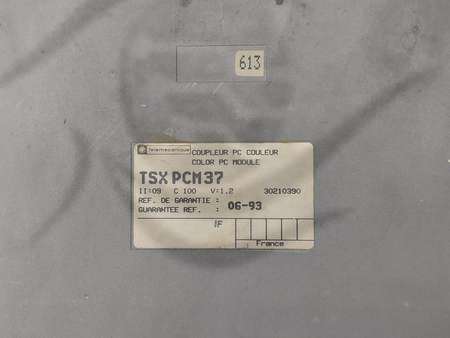 613
Telemecanique
COUPLEUR PC COULEUR
COLOR PC MODULE
TSX PCM37
II:09 C 100 V:1.2 30210390
REF. DE GARANTIE :
GUARANTEE REF. : 06-93
IF
France